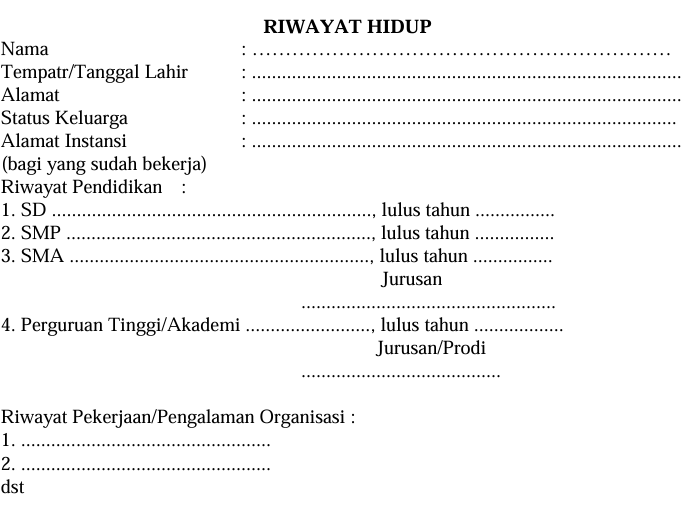 RIWAYAT HIDUP
Nama : ……………………………………………………
Tempatr/Tanggal Lahir : ......................................................................................
Alamat : ......................................................................................
Status Keluarga : .....................................................................................
Alamat Instansi : ......................................................................................
(bagi yang sudah bekerja)
Riwayat Pendidikan :
1. SD ................................................................, lulus tahun ................
2. SMP ............................................................., lulus tahun ................
3. SMA ............................................................, lulus tahun ................
Jurusan
...................................................
4. Perguruan Tinggi/Akademi ........................., lulus tahun ..................
Jurusan/Prodi
........................................
Riwayat Pekerjaan/Pengalaman Organisasi :
1. ..................................................
2. ..................................................
dst